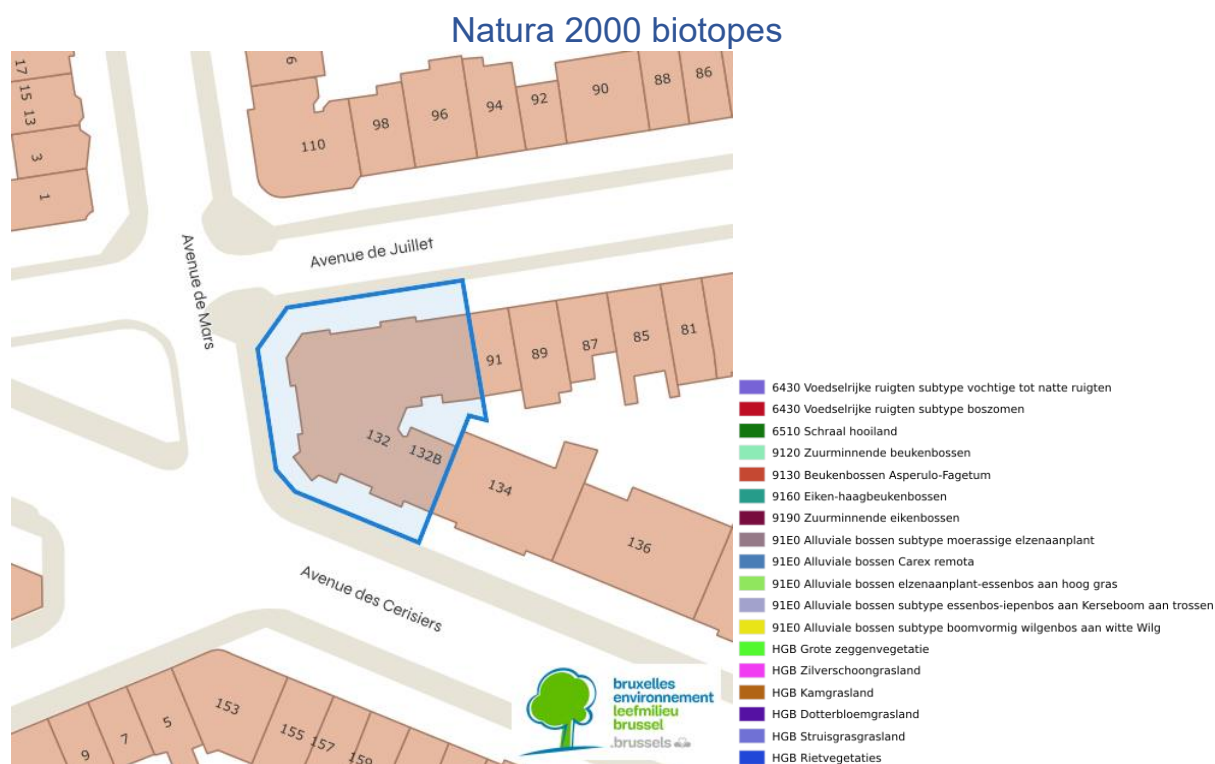 Natura 2000 biotopes
17
15
13
3
1
6
110
98
96
94
92
90
88
86
Avenue de Juillet
Avenue de Mars
91
89
87
85
81
132
132B
134
136
Avenue des Cerisiers
9
7
5
153
155
157
159
bruxelles
environnement
leefmilieu
brussel
.brussels
6430 Voedselrijke ruigten subtype vochtige tot natte ruigten
6430 Voedselrijke ruigten subtype boszomen
6510 Schraal hooiland
9120 Zuurminnende beukenbossen
9130 Beukenbossen Asperulo-Fagetum
9160 Eiken-haagbeukenbossen
9190 Zuurminnende eikenbossen
91E0 Alluviale bossen subtype moerassige elzenaanplant
91E0 Alluviale bossen Carex remota
91E0 Alluviale bossen elzenaanplant-essenbos aan hoog gras
91E0 Alluviale bossen subtype essenbos-iepenbos aan Kerseboom aan trossen
91E0 Alluviale bossen subtype boomvormig wilgenbos aan witte Wilg
HGB Grote zeggenvegetatie
HGB Zilverschoongrasland
HGB Kamgrasland
HGB Dotterbloemgrasland
HGB Struisgrasgrasland
HGB Rietvegetaties